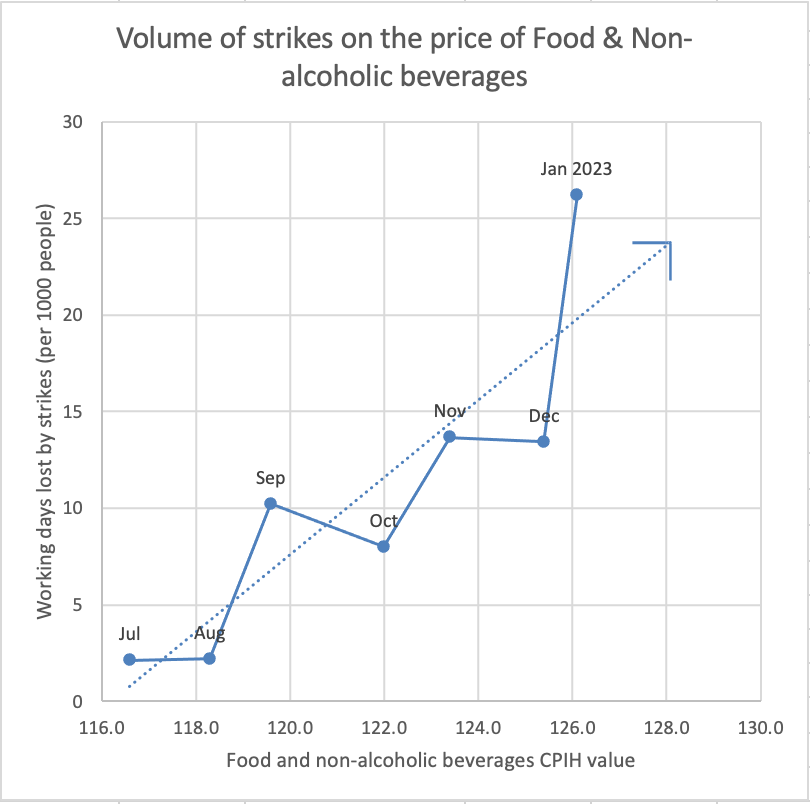 Volume of strikes on the price of Food & Non-
alcoholic beverages
30
Jan 2023
25
20
15
Nov
Dec
Sep
10
Oct
5
Jul
Aug
0
116.0 118.0 120.0 122.0 124.0 126.0 128.0 130.0
Working days lost by strikes (per 1000 people)
Food and non-alcoholic beverages CPIH value